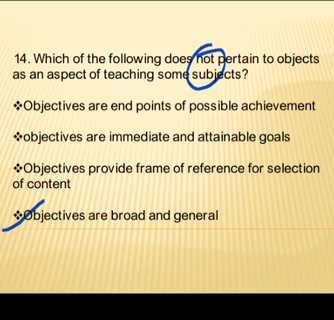 14. Which of the following does not pertain to objects
as an aspect of teaching some subjects?
❖Objectives are end points of possible achievement
❖objectives are immediate and attainable goals
❖Objectives provide frame of reference for selection
of content
❖Objectives are broad and general